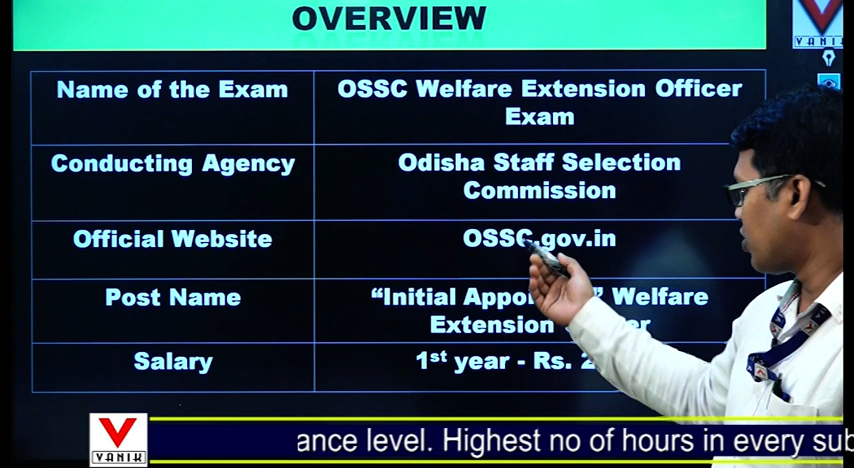 OVERVIEW
VANIK
Name of the Exam
OSSC Welfare Extension Officer
Exam
Conducting Agency
Odisha Staff Selection
Commission
Official Website
OSSC.gov.in
Post Name
“Initial Welfare
Extension
Salary
1st year - Rs.
VANIK
ance level. Highest no of hours in every sub